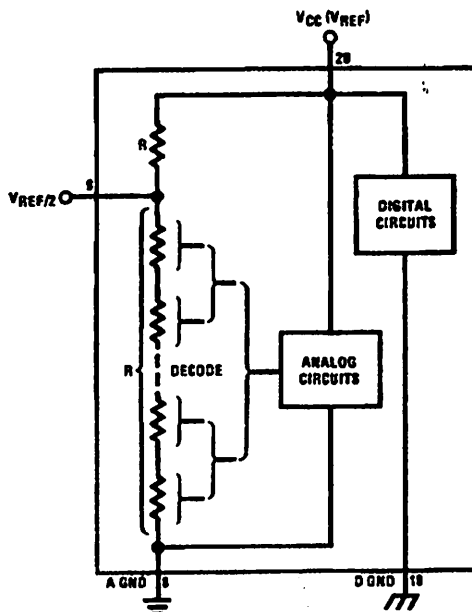 VCC (VREF)
20
R
9
VREF/2
DIGITAL
CIRCUITS
R
DECODE
ANALOG
CIRCUITS
A GND 8
D GND 10